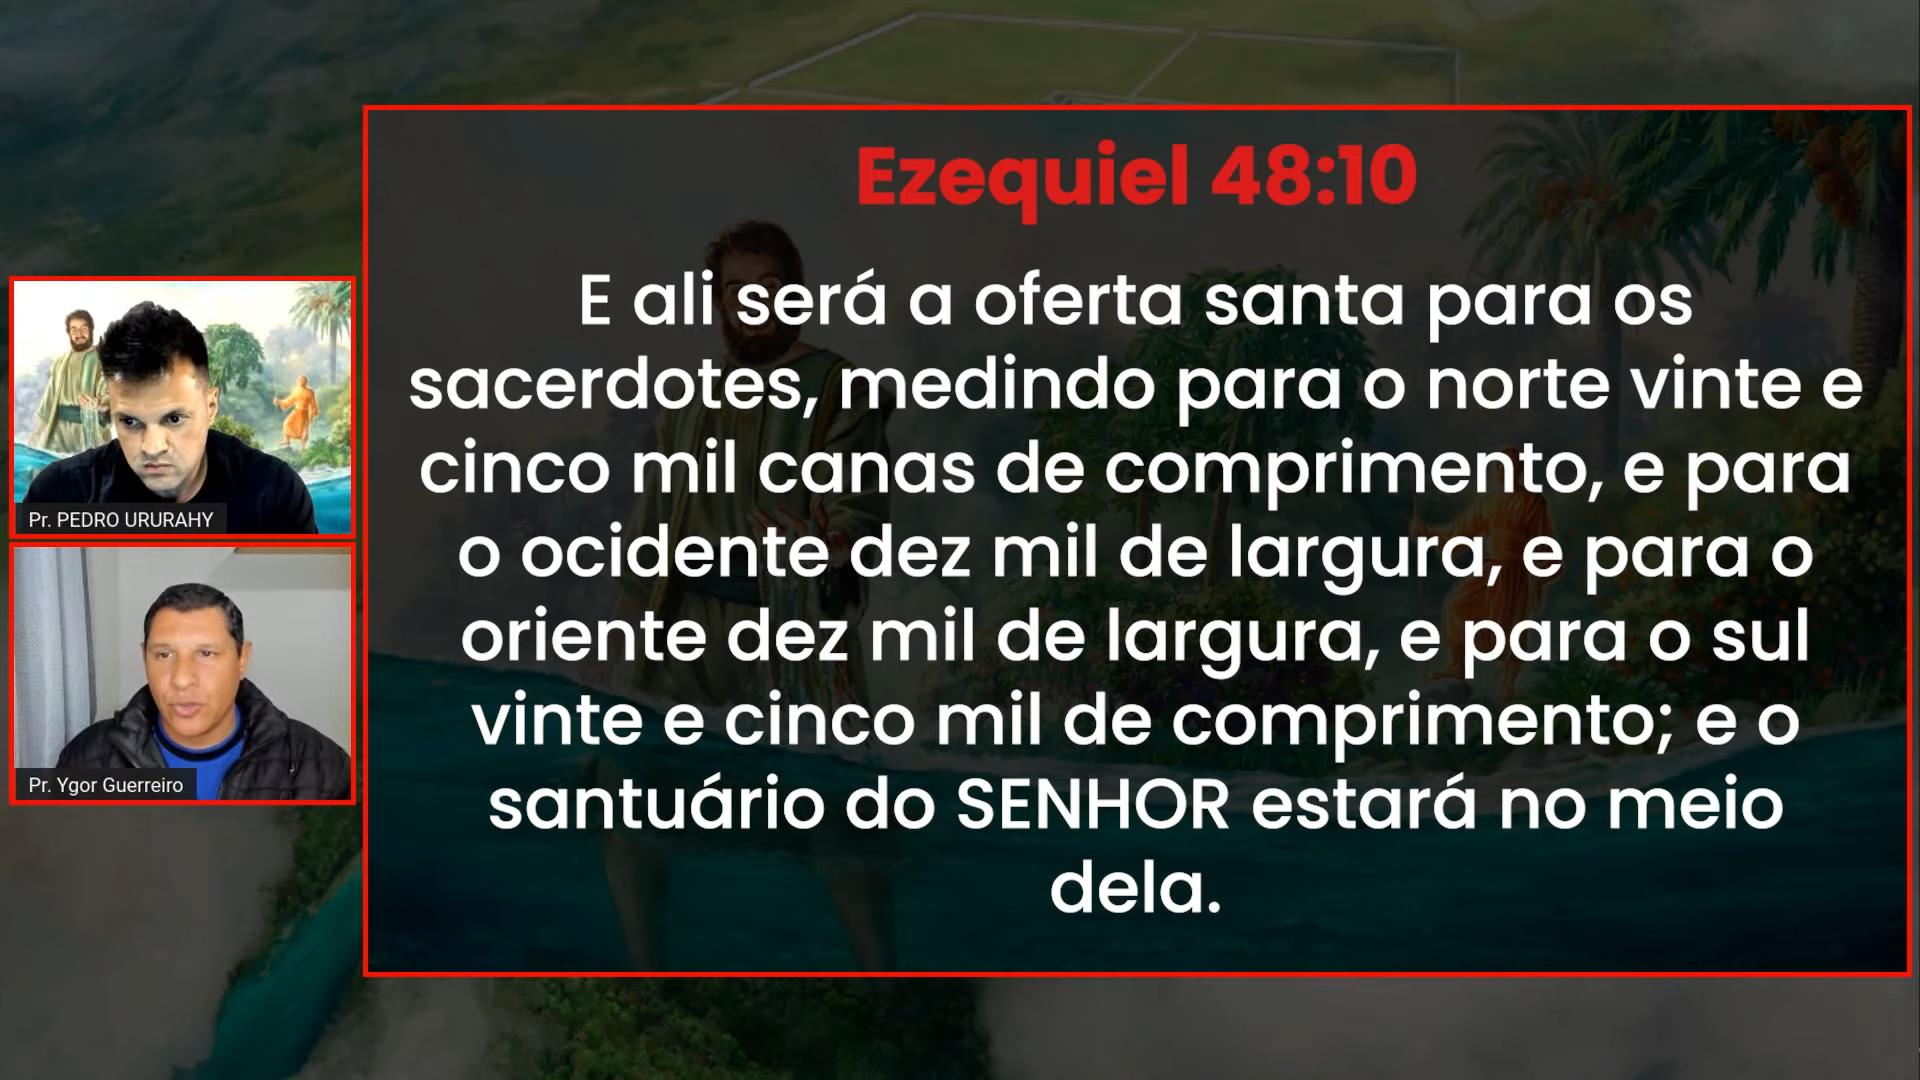 Ezequiel 48:10
E ali será a oferta santa para os
sacerdotes, medindo para o norte vinte e
cinco mil canas de comprimento, e para
o ocidente dez mil de largura, e para o
oriente dez mil de largura, e para o sul
vinte e cinco mil de comprimento; e o
santuário do SENHOR estará no meio
dela.
Pr. PEDRO URURAHY
Pr. Ygor Guerreiro